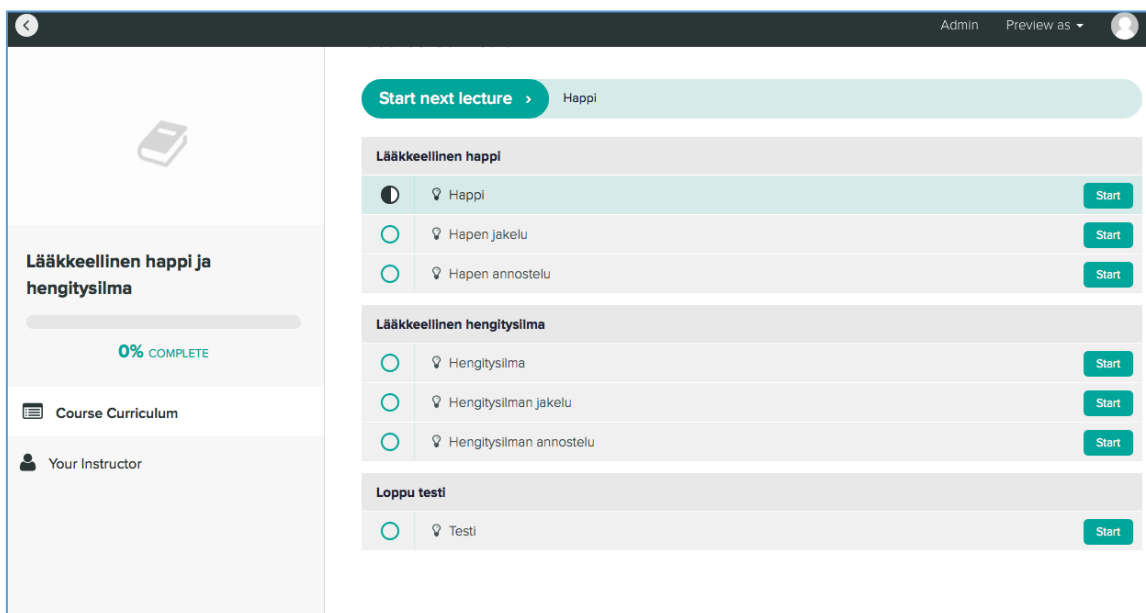 Admin Preview as
Start next lecture › Happi
Lääkkeellinen happi
Happi Start
Hapen jakelu Start
Hapen annostelu Start
Lääkkeellinen hengitysilma
Hengitysilma Start
Hengitysilman jakelu Start
Hengitysilman annostelu Start
Loppu testi
Testi Start
Lääkkeellinen happi ja
hengitysilma
0% COMPLETE
Course Curriculum
Your Instructor